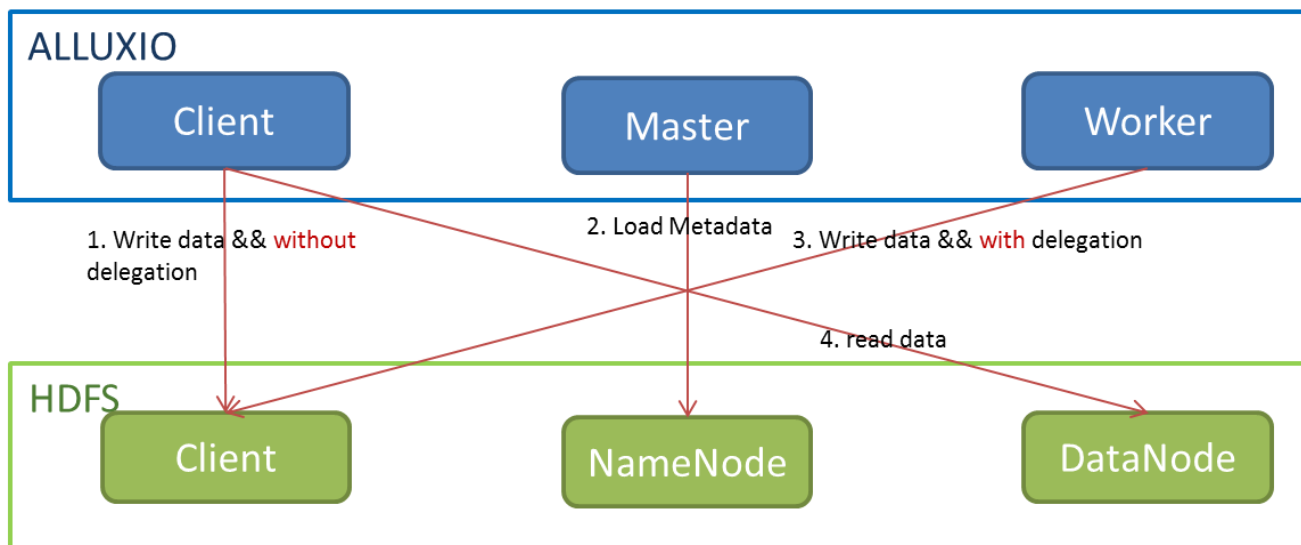 ALLUXIO
Client
Master
Worker
1. Write data && without
delegation
2. Load Metadata
3. Write data && with delegation
4. read data
HDFS
Client
NameNode
DataNode